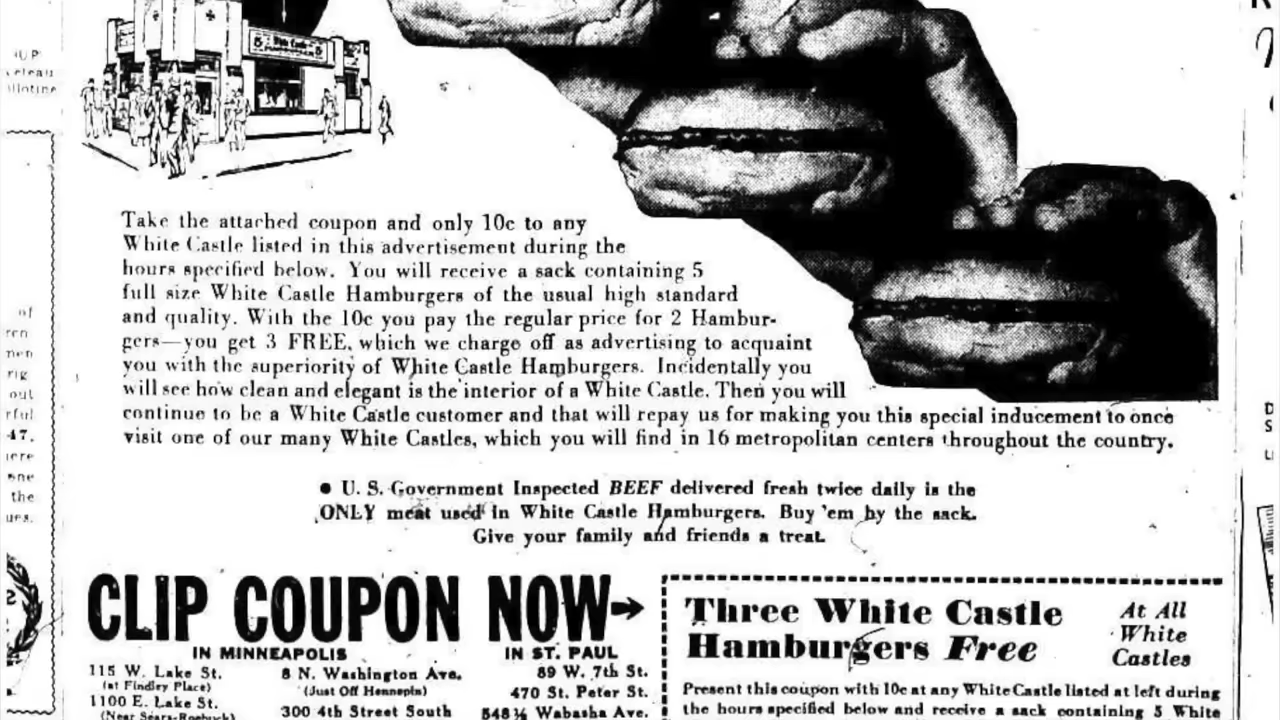 White Castle
Take the attached coupon and only 10c to any
White Castle listed in this advertisement during the
hours specified below. You will receive a sack containing 5
full size White Castle Hamburgers of the usual high standard
and quality. With the 10c you pay the regular price for 2 Hambur-
gers—you get 3 FREE, which we charge off as advertising to acquaint
you with the superiority of White Castle Hamburgers. Incidentally you
will see how clean and elegant is the interior of a White Castle. Then you will
continue to be a White Castle customer and that will repay us for making you this special inducement to once
visit one of our many White Castles, which you will find in 16 metropolitan centers throughout the country.
• U. S. Government Inspected BEEF delivered fresh twice daily is the
ONLY meat used in White Castle Hamburgers. Buy 'em by the sack.
Give your family and friends a treat.
CLIP COUPON NOW→
IN MINNEAPOLIS
115 W. Lake St.
(at Findley Place)
1100 E. Lake St.
(Near Sears-Roebuck)
8 N. Washington Ave.
(Just Off Hennepin)
300 4th Street South
IN ST. PAUL
89 W. 7th St.
470 St. Peter St.
548½ Wabasha Ave.
Three White Castle
Hamburgers Free
At All
White
Castles
Present this coupon with 10c at any White Castle listed at left during
the hours specified below and receive a sack containing 5 White
of
out
47.
the